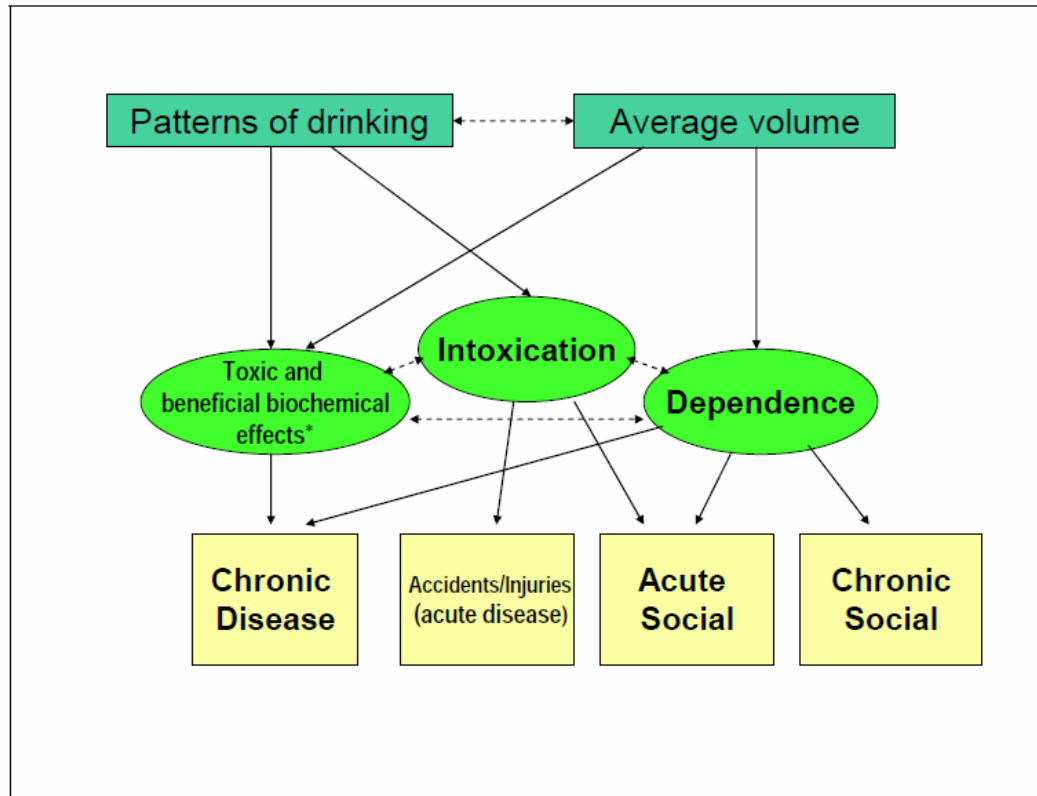 Patterns of drinking
Average volume
Intoxication
Toxic and
beneficial biochemical
effects*
Dependence
Chronic
Disease
Accidents/Injuries
(acute disease)
Acute
Social
Chronic
Social